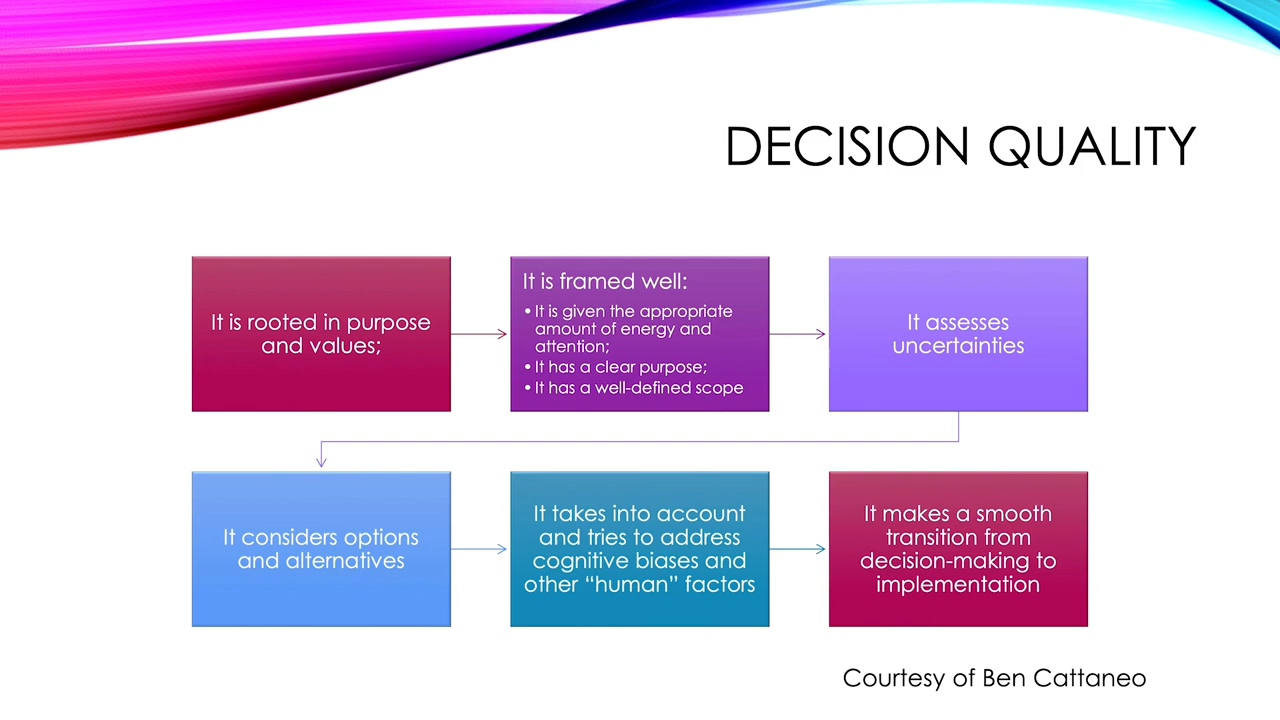 DECISION QUALITY
It is rooted in purpose
and values;
It is framed well:
• It is given the appropriate
amount of energy and
attention;
• It has a clear purpose;
• It has a well-defined scope
It assesses
uncertainties
It considers options
and alternatives
It takes into account
and tries to address
cognitive biases and
other “human” factors
It makes a smooth
transition from
decision-making to
implementation
Courtesy of Ben Cattaneo